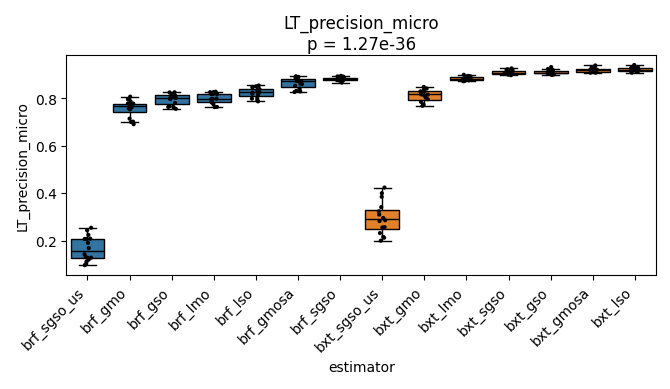 LT_precision_micro
p = 1.27e-36
LT_precision_micro
0.8
0.6
0.4
0.2
brf_sgso_us
brf_gmo
brf_gso
brf_lmo
brf_lso
brf_gmosa
brf_sgso
bxt_sgso_us
bxt_gmo
bxt_lmo
bxt_sgso
bxt_gso
bxt_gmosa
bxt_lso
estimator